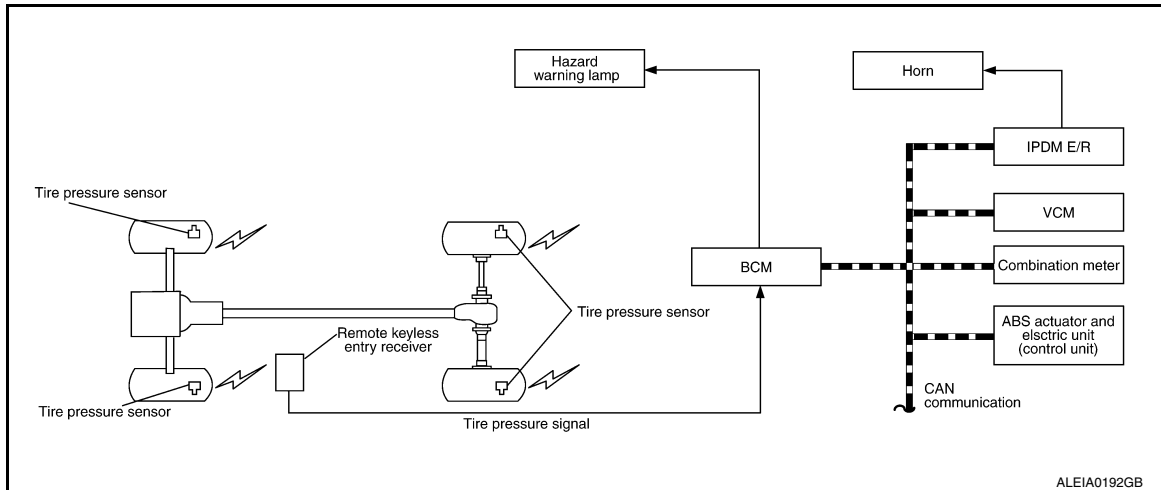 Hazard
warning lamp
Horn
IPDM E/R
Tire pressure sensor
VCM
BCM
Combination meter
Tire pressure sensor
Remote keyless
entry receiver
ABS actuator and
elsctric unit
(control unit)
Tire pressure sensor
CAN
communication
Tire pressure signal
ALEIA0192GB